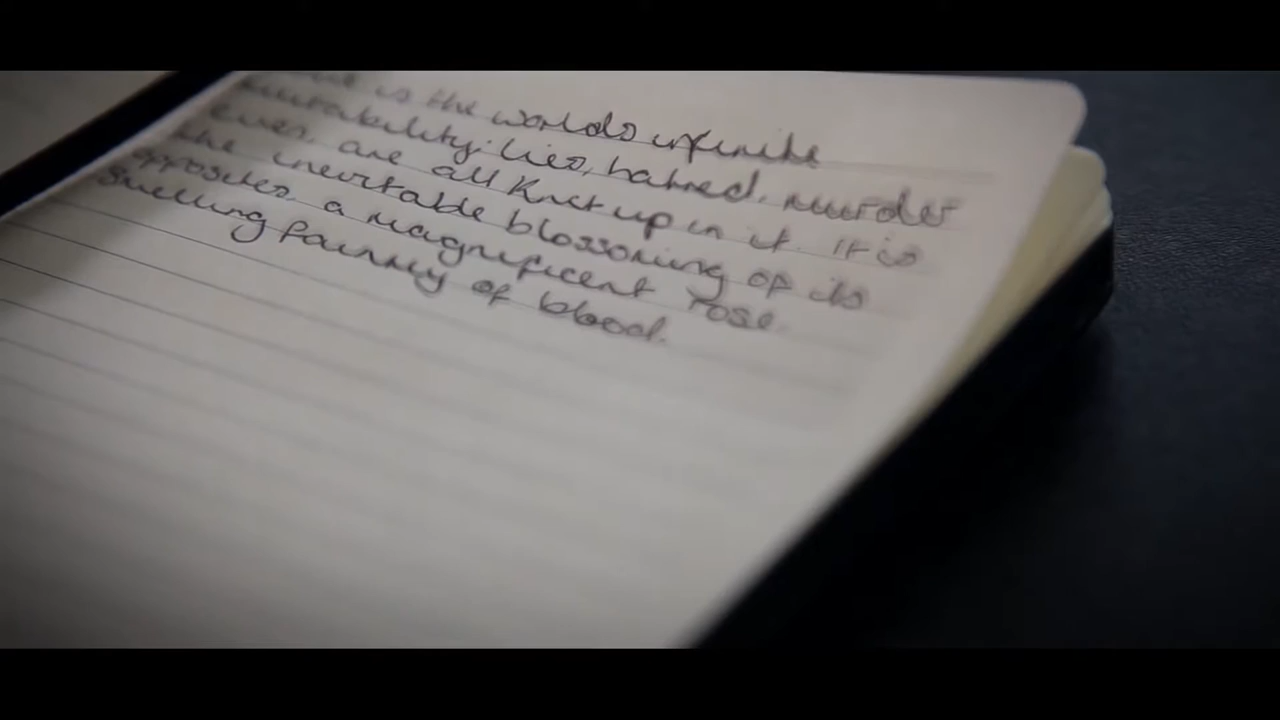 is the worlds infinite
mutability: lies, hatred, murder
even, are all knit up in it. It is
the inevitable blossoming of its
opposites, a magnificent rose
smelling faintly of blood.